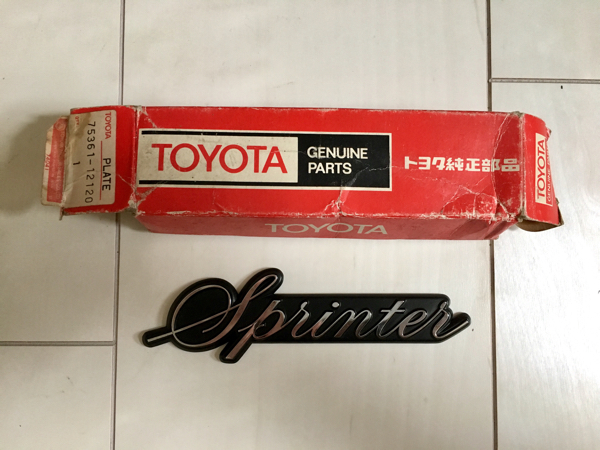 TOYOTA
PLATE
75361-12120
1
TOYOTA
GENUINE
PARTS
トヨタ純正部品
TOYOTA
TOYOTA
Sprinter